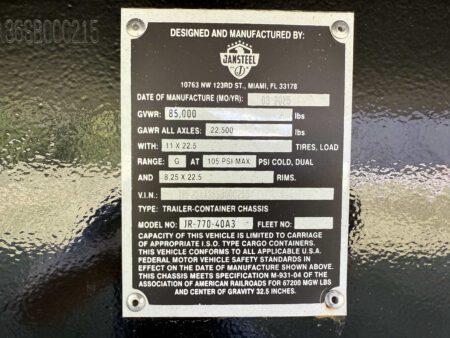 36SB000215
DESIGNED AND MANUFACTURED BY:
JANSTEEL
10763 NW 123RD ST., MIAMI, FL 33178
DATE OF MANUFACTURE (MO/YR):
GVWR: 85,000 lbs
GAWR ALL AXLES: 22,500 lbs
WITH: 11 X 22.5 TIRES, LOAD
RANGE: G AT 105 PSI MAX PSI COLD, DUAL
AND 8.25 X 22.5 RIMS.
V.I.N.:
TYPE: TRAILER-CONTAINER CHASSIS
MODEL NO: JR-770-40A3 FLEET NO:
CAPACITY OF THIS VEHICLE IS LIMITED TO CARRIAGE
OF APPROPRIATE I.S.O. TYPE CARGO CONTAINERS.
THIS VEHICLE CONFORMS TO ALL APPLICABLE U.S.A.
FEDERAL MOTOR VEHICLE SAFETY STANDARDS IN
EFFECT ON THE DATE OF MANUFACTURE SHOWN ABOVE.
THIS CHASSIS MEETS SPECIFICATION M-931-04 OF THE
ASSOCIATION OF AMERICAN RAILROADS FOR 67200 MGW LBS
AND CENTER OF GRAVITY 32.5 INCHES.